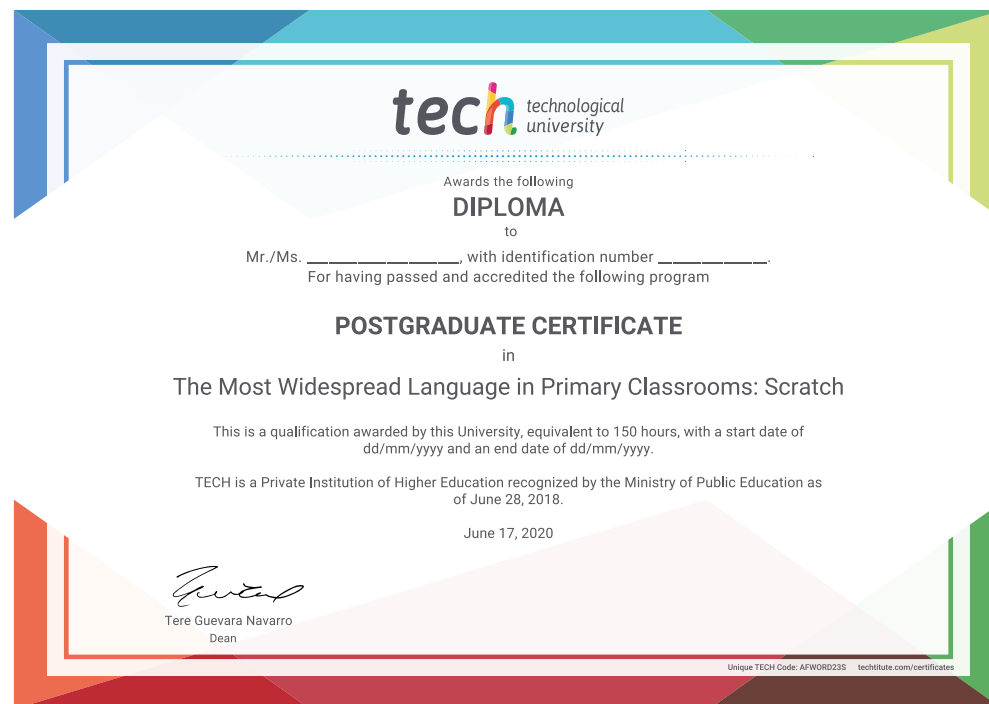 tech technological
university
Awards the following
DIPLOMA
to
Mr./Ms. ____________________, with identification number ______________.
For having passed and accredited the following program
POSTGRADUATE CERTIFICATE
in
The Most Widespread Language in Primary Classrooms: Scratch
This is a qualification awarded by this University, equivalent to 150 hours, with a start date of
dd/mm/yyyy and an end date of dd/mm/yyyy.
TECH is a Private Institution of Higher Education recognized by the Ministry of Public Education as
of June 28, 2018.
June 17, 2020
Tere Guevara Navarro
Dean
Unique TECH Code: AFWORD23S techtitute.com/certificates